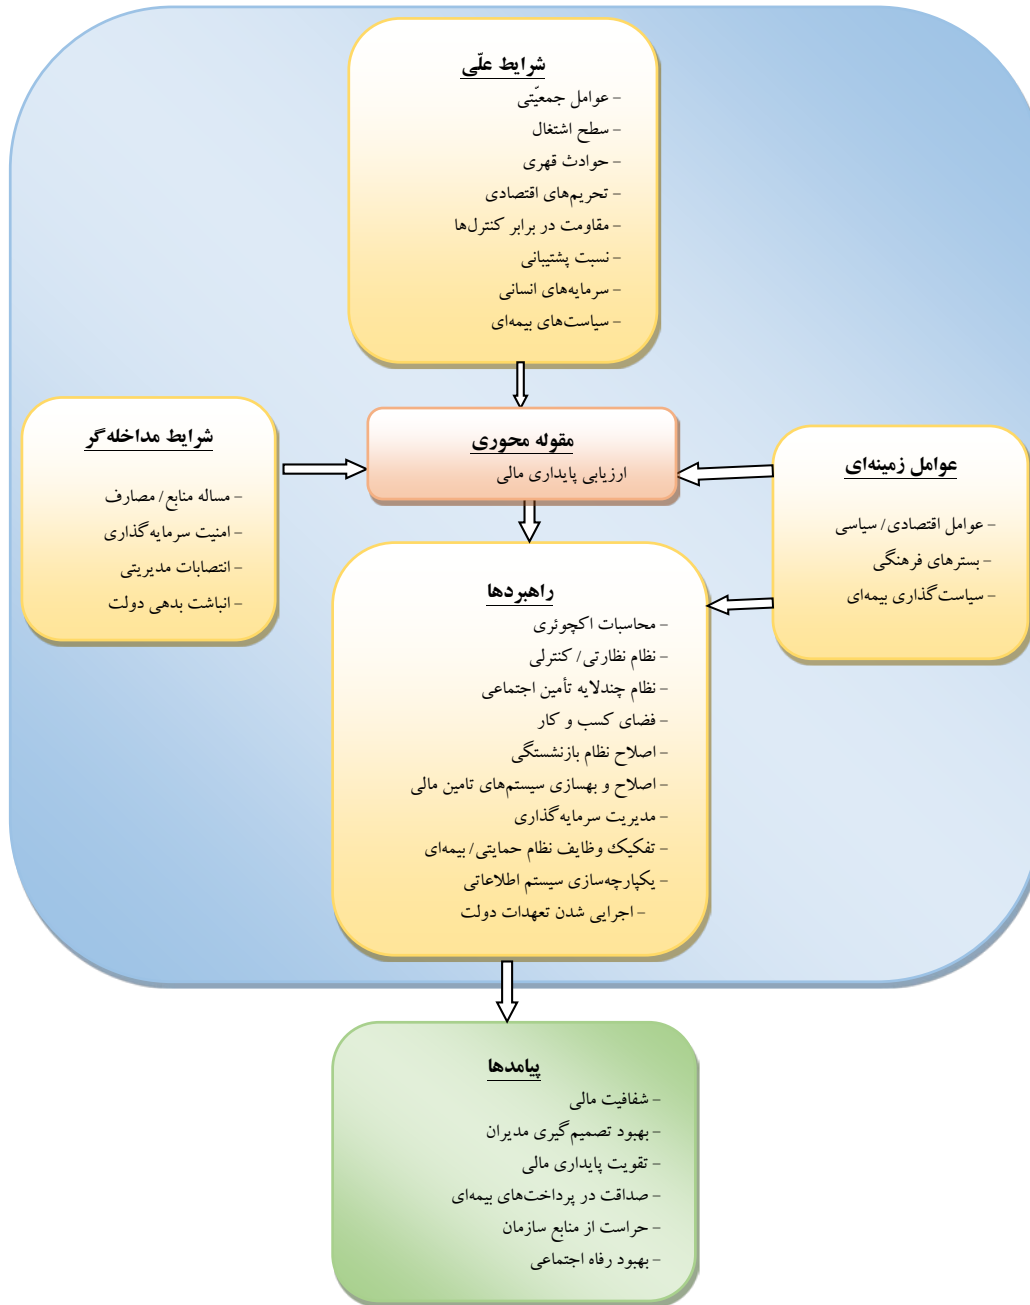 شرایط علّی
- عوامل جمعیّتی
- سطح اشتغال
- حوادث قهری
- تحریم‌های اقتصادی
- مقاومت در برابر کنترل‌ها
- نسبت پشتیبانی
- سرمایه‌های انسانی
- سیاست‌های بیمه‌ای
عوامل زمینه‌ای
- عوامل اقتصادی/ سیاسی
- بسترهای فرهنگی
- سیاست‌گذاری بیمه‌ای
مقوله محوری
ارزیابی پایداری مالی
شرایط مداخله‌گر
- مساله منابع/ مصارف
- امنیت سرمایه‌گذاری
- انتصابات مدیریتی
- انباشت بدهی دولت
راهبردها
- محاسبات اکچوئری
- نظام نظارتی/ کنترلی
- نظام چندلایه تأمین اجتماعی
- فضای کسب و کار
- اصلاح نظام بازنشستگی
- اصلاح و بهسازی سیستم‌های تامین مالی
- مدیریت سرمایه‌گذاری
- تفکیک وظایف نظام حمایتی/ بیمه‌ای
- یکپارچه‌سازی سیستم اطلاعاتی
- اجرایی شدن تعهدات دولت
پیامدها
- شفافیت مالی
- بهبود تصمیم‌گیری مدیران
- تقویت پایداری مالی
- صداقت در پرداخت‌های بیمه‌ای
- حراست از منابع سازمان
- بهبود رفاه اجتماعی